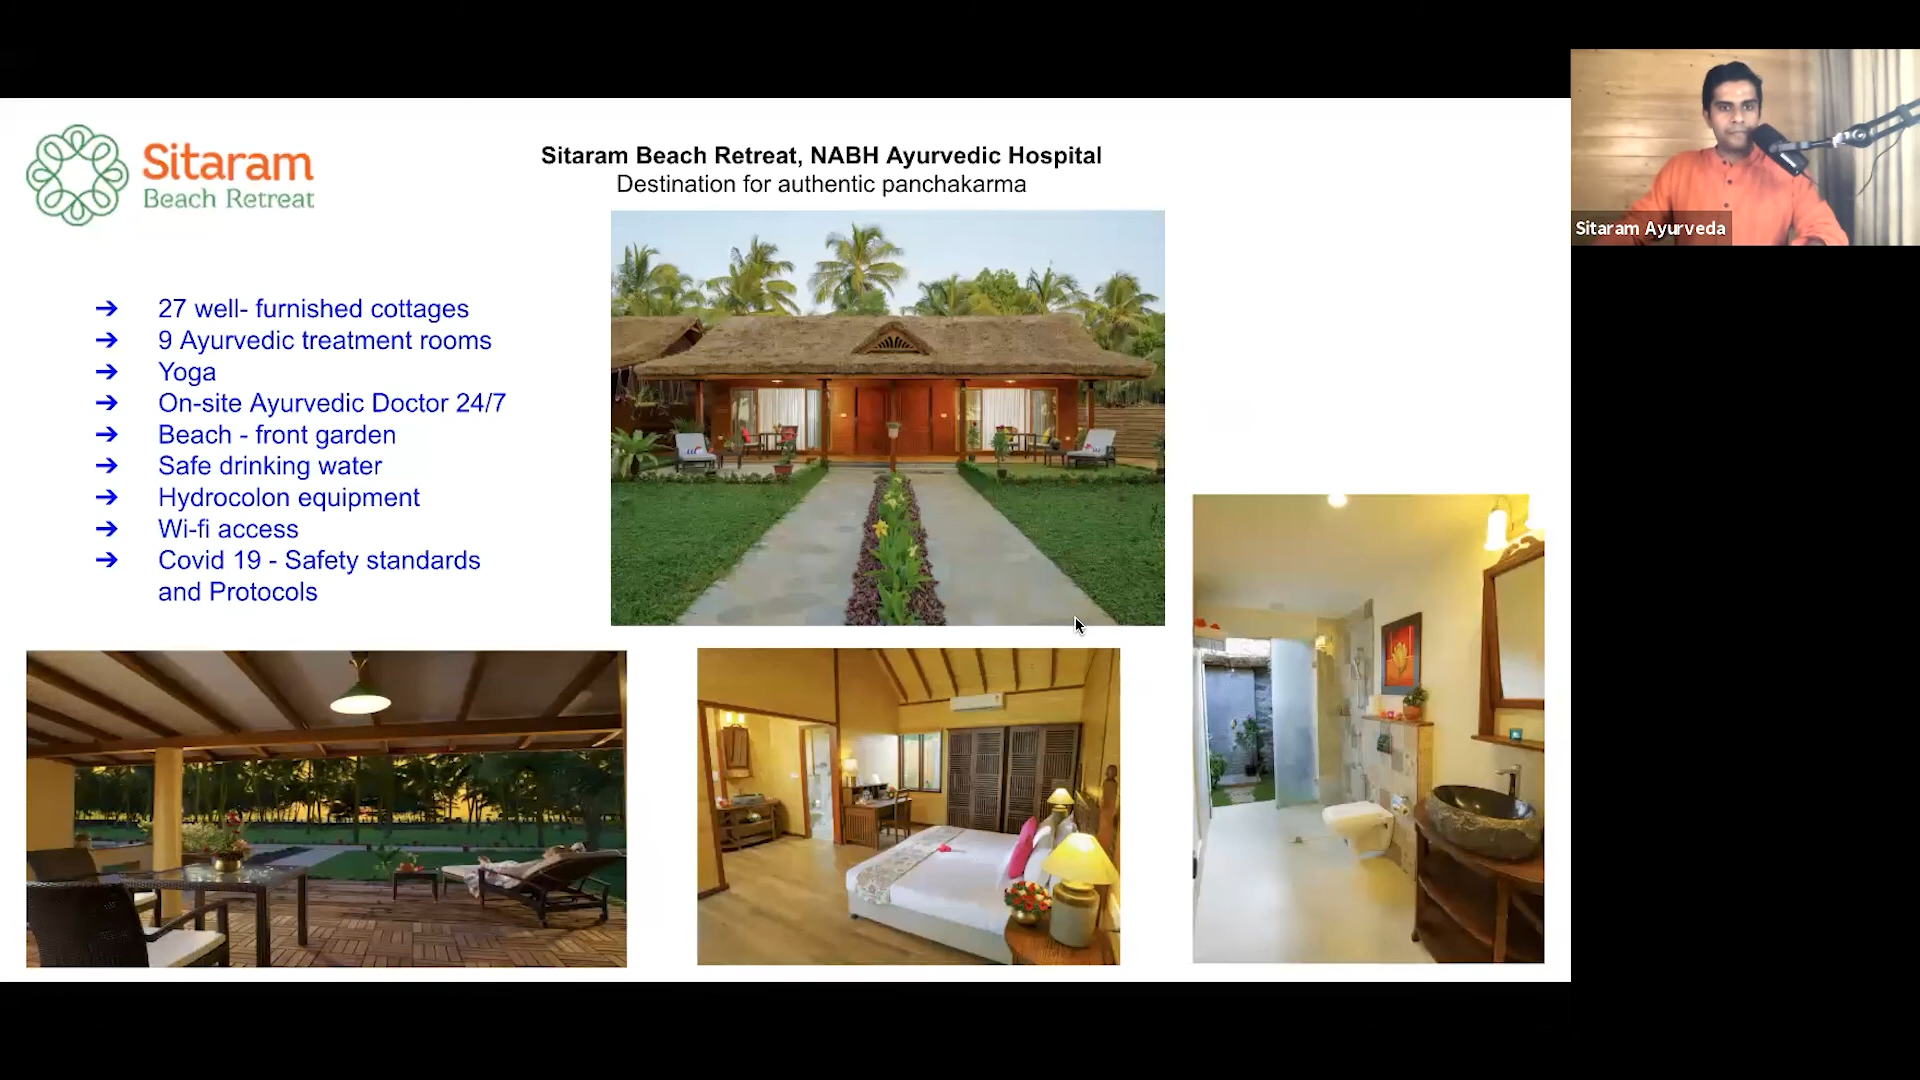 Sitaram
Beach Retreat
Sitaram Beach Retreat, NABH Ayurvedic Hospital
Destination for authentic panchakarma
➔ 27 well- furnished cottages
➔ 9 Ayurvedic treatment rooms
➔ Yoga
➔ On-site Ayurvedic Doctor 24/7
➔ Beach - front garden
➔ Safe drinking water
➔ Hydrocolon equipment
➔ Wi-fi access
➔ Covid 19 - Safety standards
and Protocols
Sitaram Ayurveda